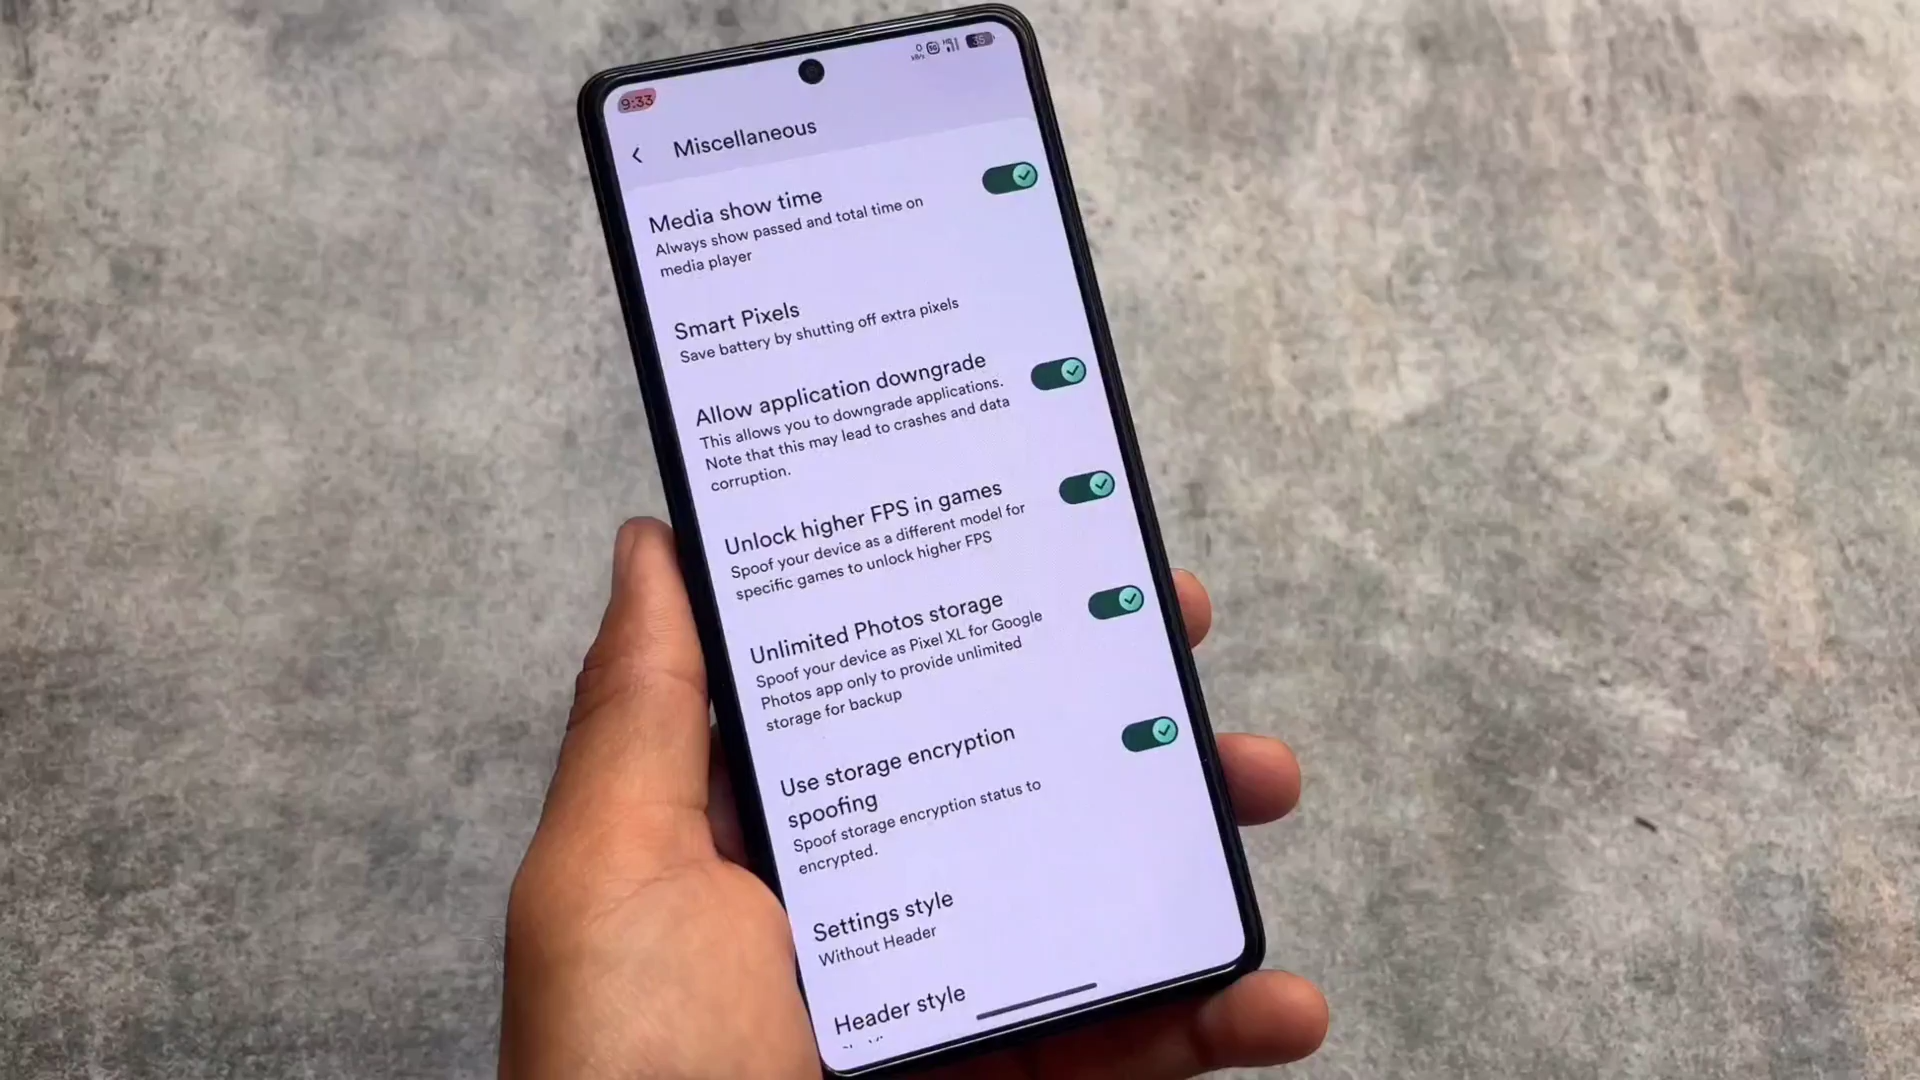 9:33
35
Miscellaneous
Media show time
Always show passed and total time on
media player
Smart Pixels
Save battery by shutting off extra pixels
Allow application downgrade
This allows you to downgrade applications.
Note that this may lead to crashes and data
corruption.
Unlock higher FPS in games
Spoof your device as a different model for
specific games to unlock higher FPS
Unlimited Photos storage
Spoof your device as Pixel XL for Google
Photos app only to provide unlimited
storage for backup
Use storage encryption
spoofing
Spoof storage encryption status to
encrypted.
Settings style
Without Header
Header style